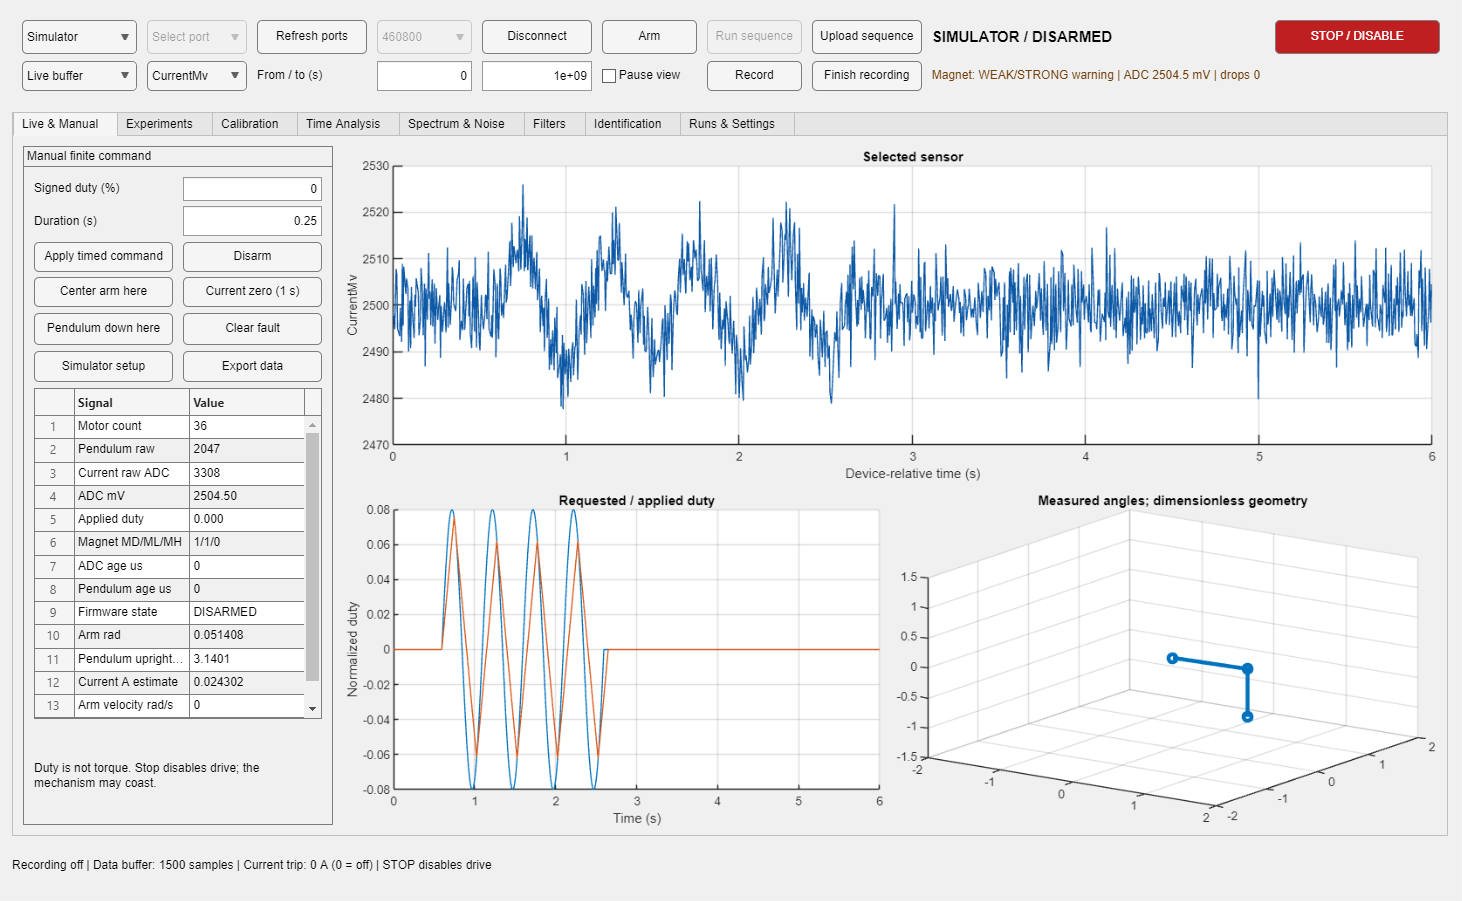 Simulator Select port Refresh ports 460800 Disconnect Arm Run sequence Upload sequence SIMULATOR / DISARMED STOP / DISABLE
Live buffer CurrentMv From / to (s) 0 1e+09 Pause view Record Finish recording Magnet: WEAK/STRONG warning | ADC 2504.5 mV | drops 0
Live & Manual Experiments Calibration Time Analysis Spectrum & Noise Filters Identification Runs & Settings
Manual finite command
Signed duty (%) 0
Duration (s) 0.25
Apply timed command Disarm
Center arm here Current zero (1 s)
Pendulum down here Clear fault
Simulator setup Export data
Signal Value
1 Motor count 36
2 Pendulum raw 2047
3 Current raw ADC 3308
4 ADC mV 2504.50
5 Applied duty 0.000
6 Magnet MD/ML/MH 1/1/0
7 ADC age us 0
8 Pendulum age us 0
9 Firmware state DISARMED
10 Arm rad 0.051408
11 Pendulum upright... 3.1401
12 Current A estimate 0.024302
13 Arm velocity rad/s 0
Duty is not torque. Stop disables drive; the
mechanism may coast.
Selected sensor
CurrentMv
2530
2520
2510
2500
2490
2480
2470
0 1 2 3 4 5 6
Device-relative time (s)
Requested / applied duty
Normalized duty
0.08
0.06
0.04
0.02
0
-0.02
-0.04
-0.06
-0.08
0 1 2 3 4 5 6
Time (s)
Measured angles; dimensionless geometry
1.5
1
0.5
0
-0.5
-1
-1.5
-2 -1 0 1 2
-2 -1 0 1 2
Recording off | Data buffer: 1500 samples | Current trip: 0 A (0 = off) | STOP disables drive